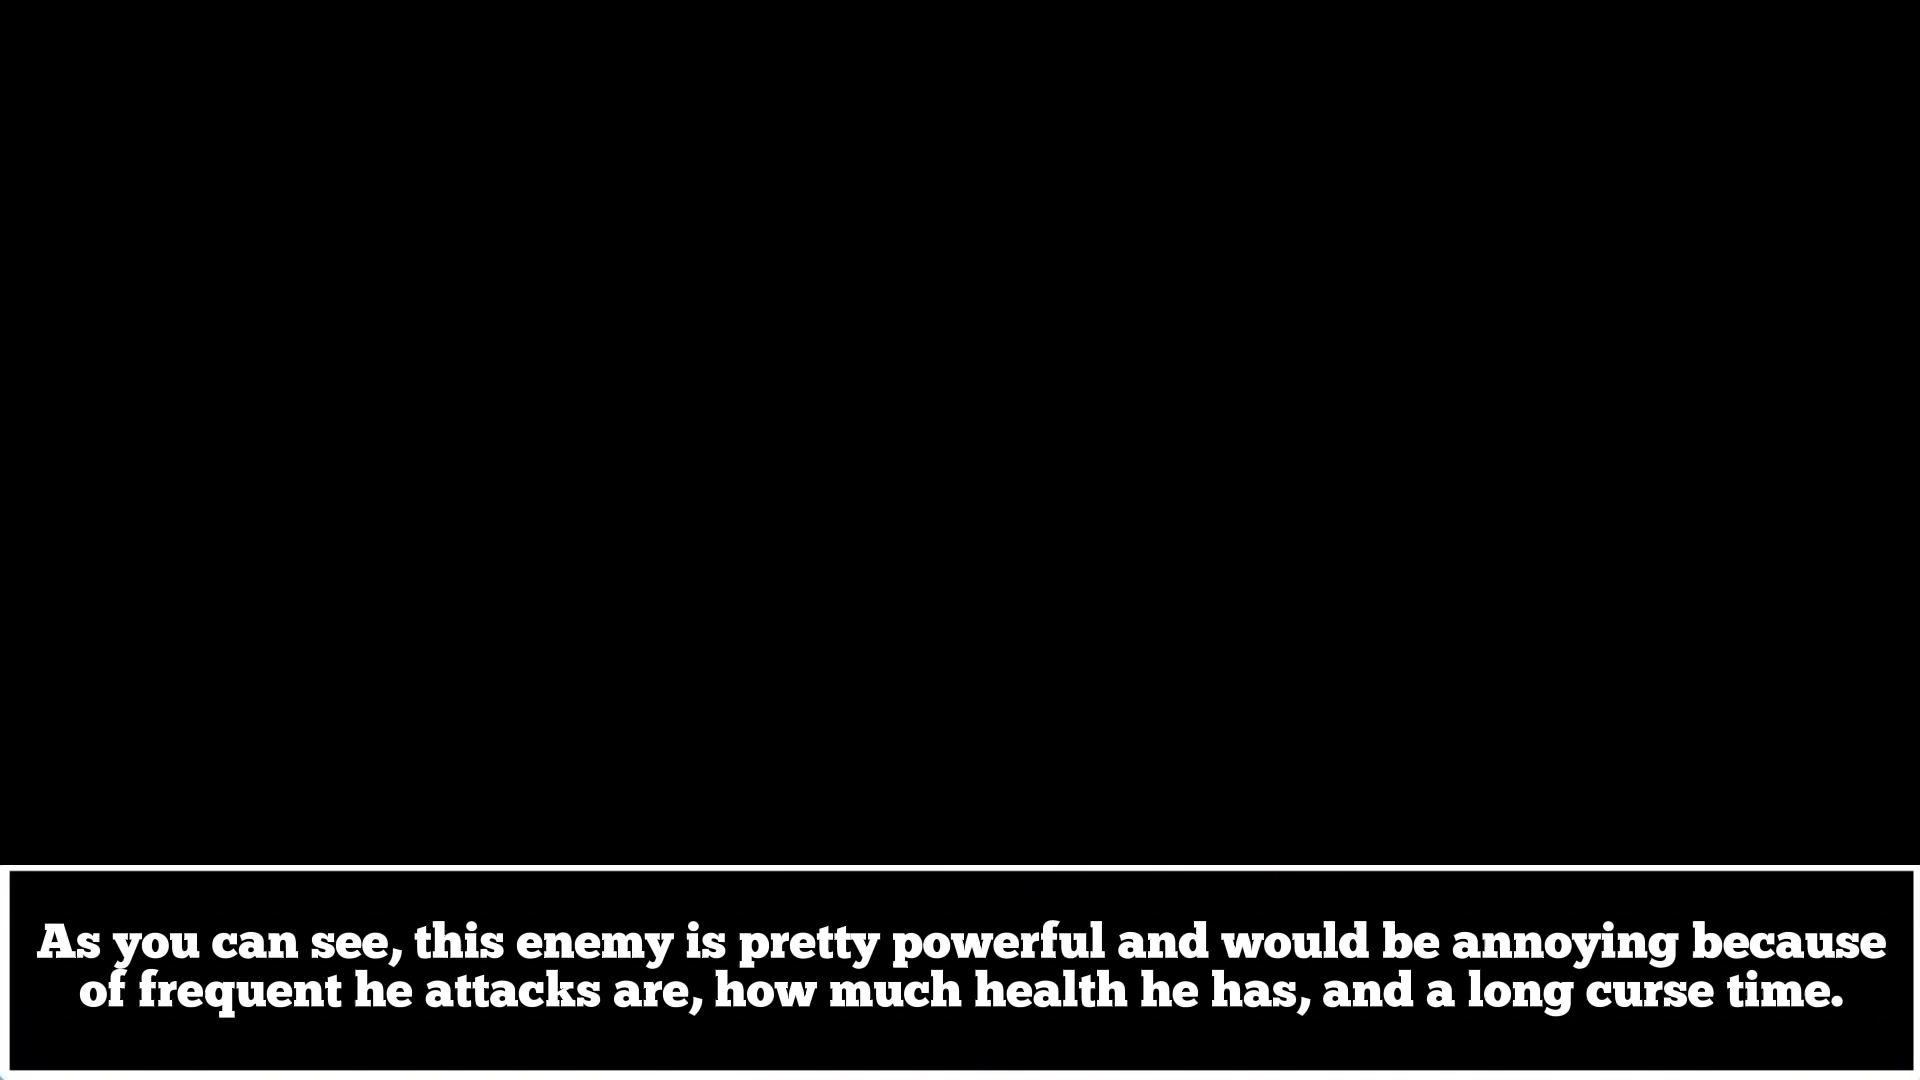 As you can see, this enemy is pretty powerful and would be annoying because
of frequent he attacks are, how much health he has, and a long curse time.